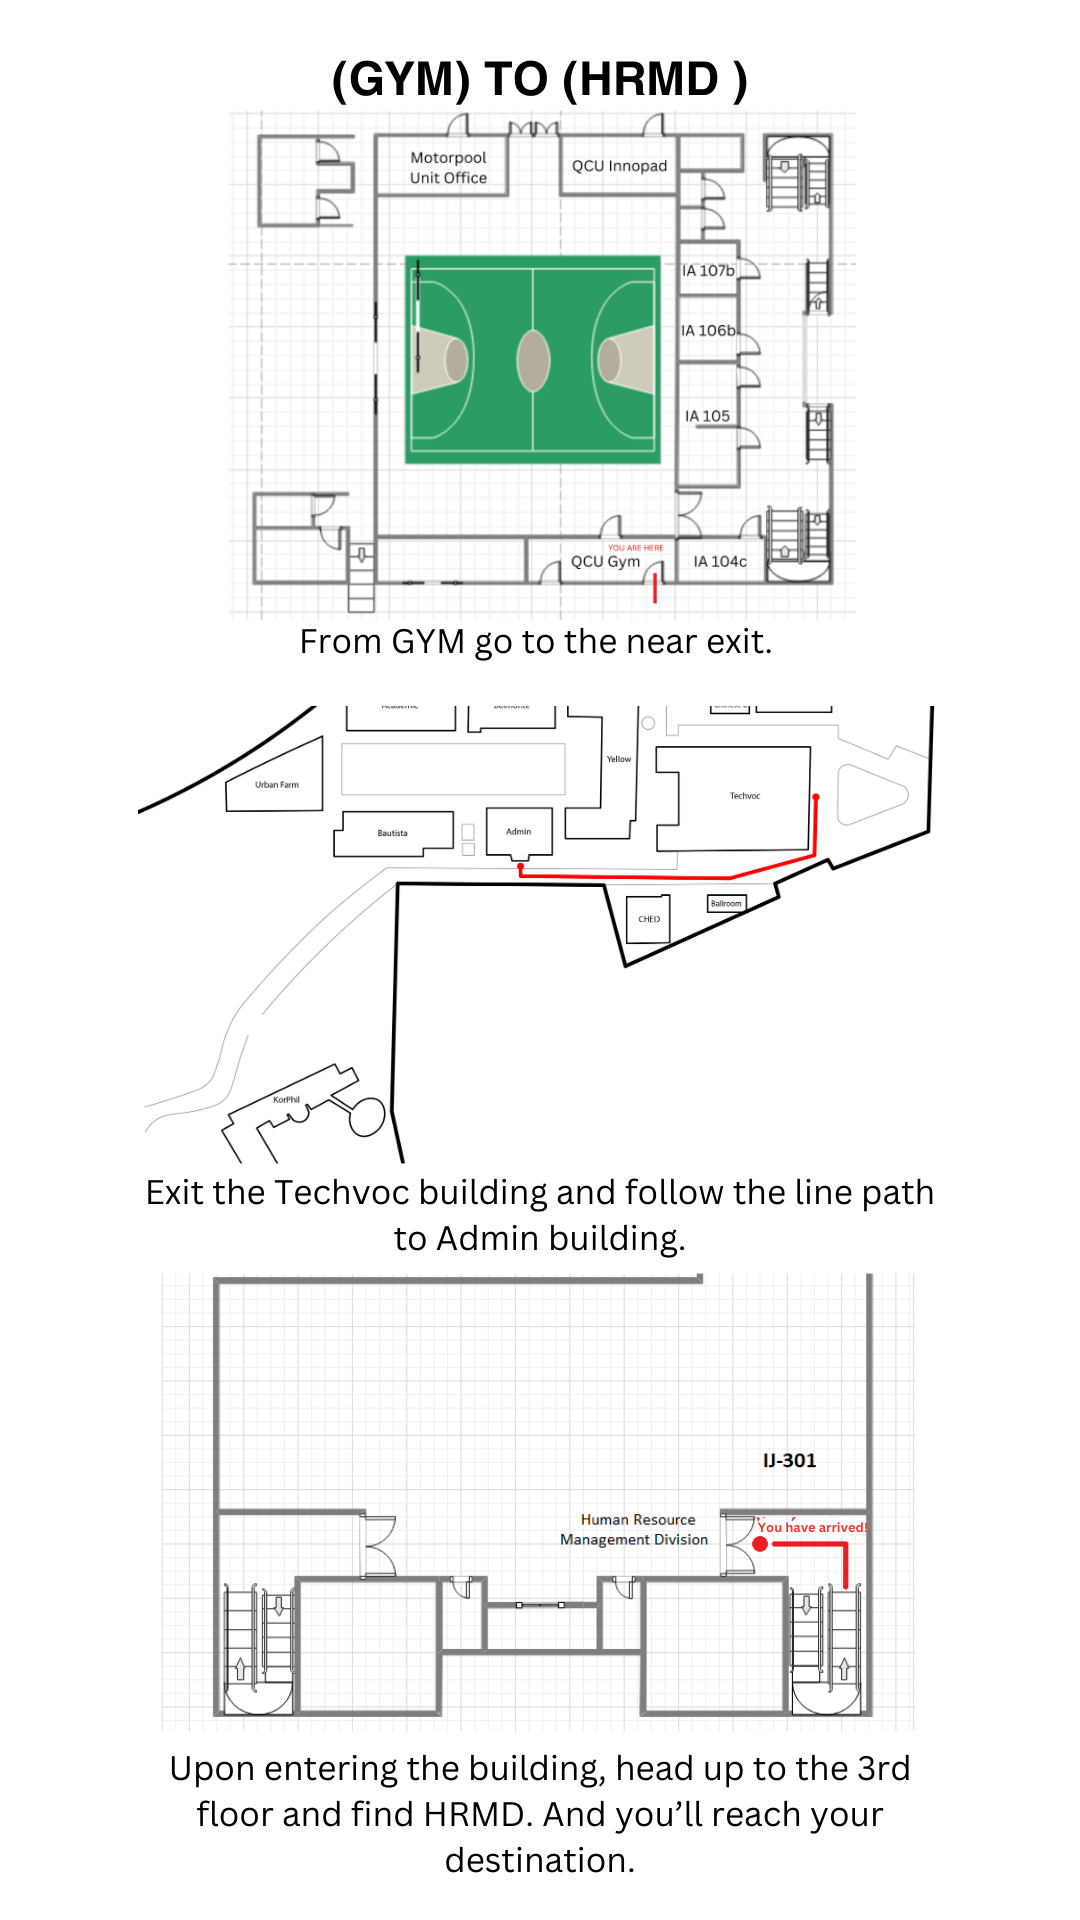 (GYM) TO (HRMD )
Motorpool
Unit Office
QCU Innopad
IA 107b
IA 106b
IA 105
YOU ARE HERE
QCU Gym
IA 104c
From GYM go to the near exit.
Academic
Belmonte
Yellow
Urban Farm
Techvoc
Bautista
Admin
CHED
Ballroom
KorPhil
Exit the Techvoc building and follow the line path
to Admin building.
IJ-301
Human Resource
Management Division
You have arrived!
Upon entering the building, head up to the 3rd
floor and find HRMD. And you’ll reach your
destination.